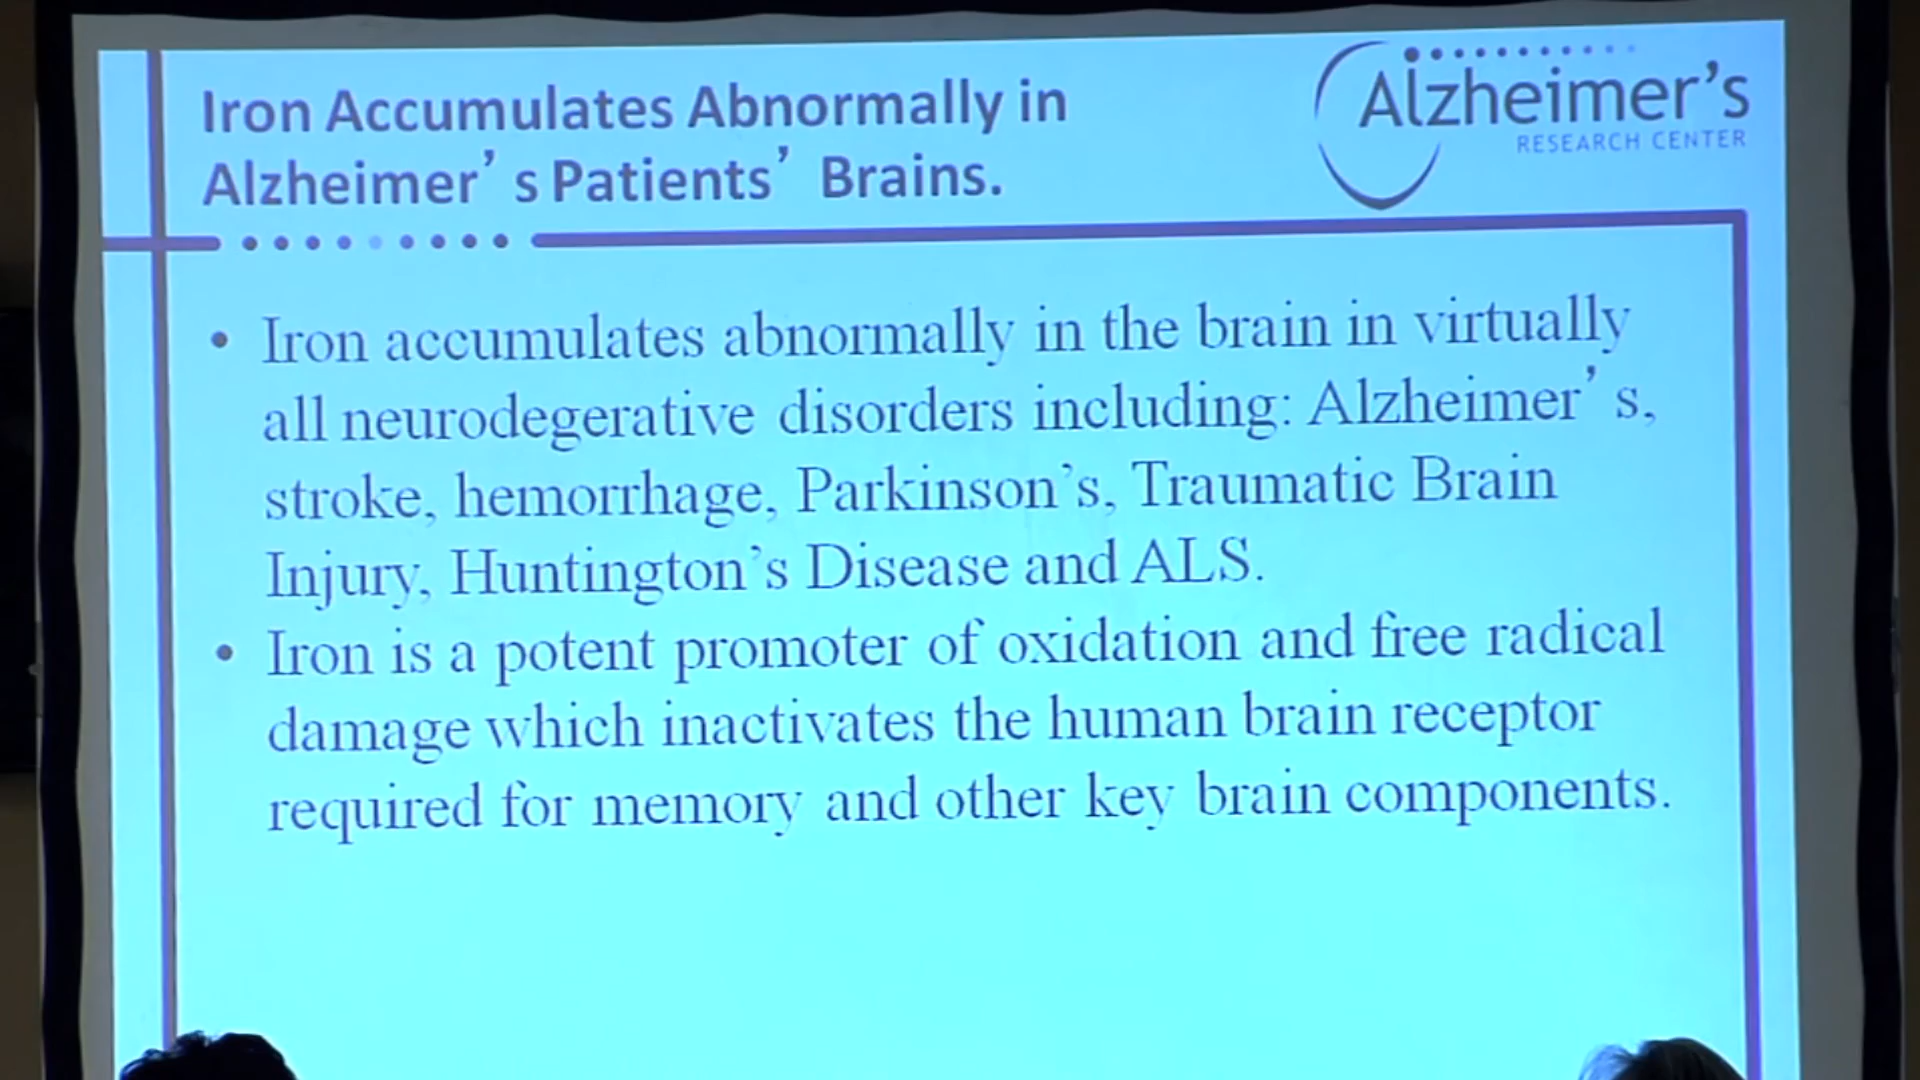 Iron Accumulates Abnormally in
Alzheimer’s Patients’ Brains.
Alzheimer’s
RESEARCH CENTER
• Iron accumulates abnormally in the brain in virtually
all neurodegerative disorders including: Alzheimer’s,
stroke, hemorrhage, Parkinson’s, Traumatic Brain
Injury, Huntington’s Disease and ALS.
• Iron is a potent promoter of oxidation and free radical
damage which inactivates the human brain receptor
required for memory and other key brain components.